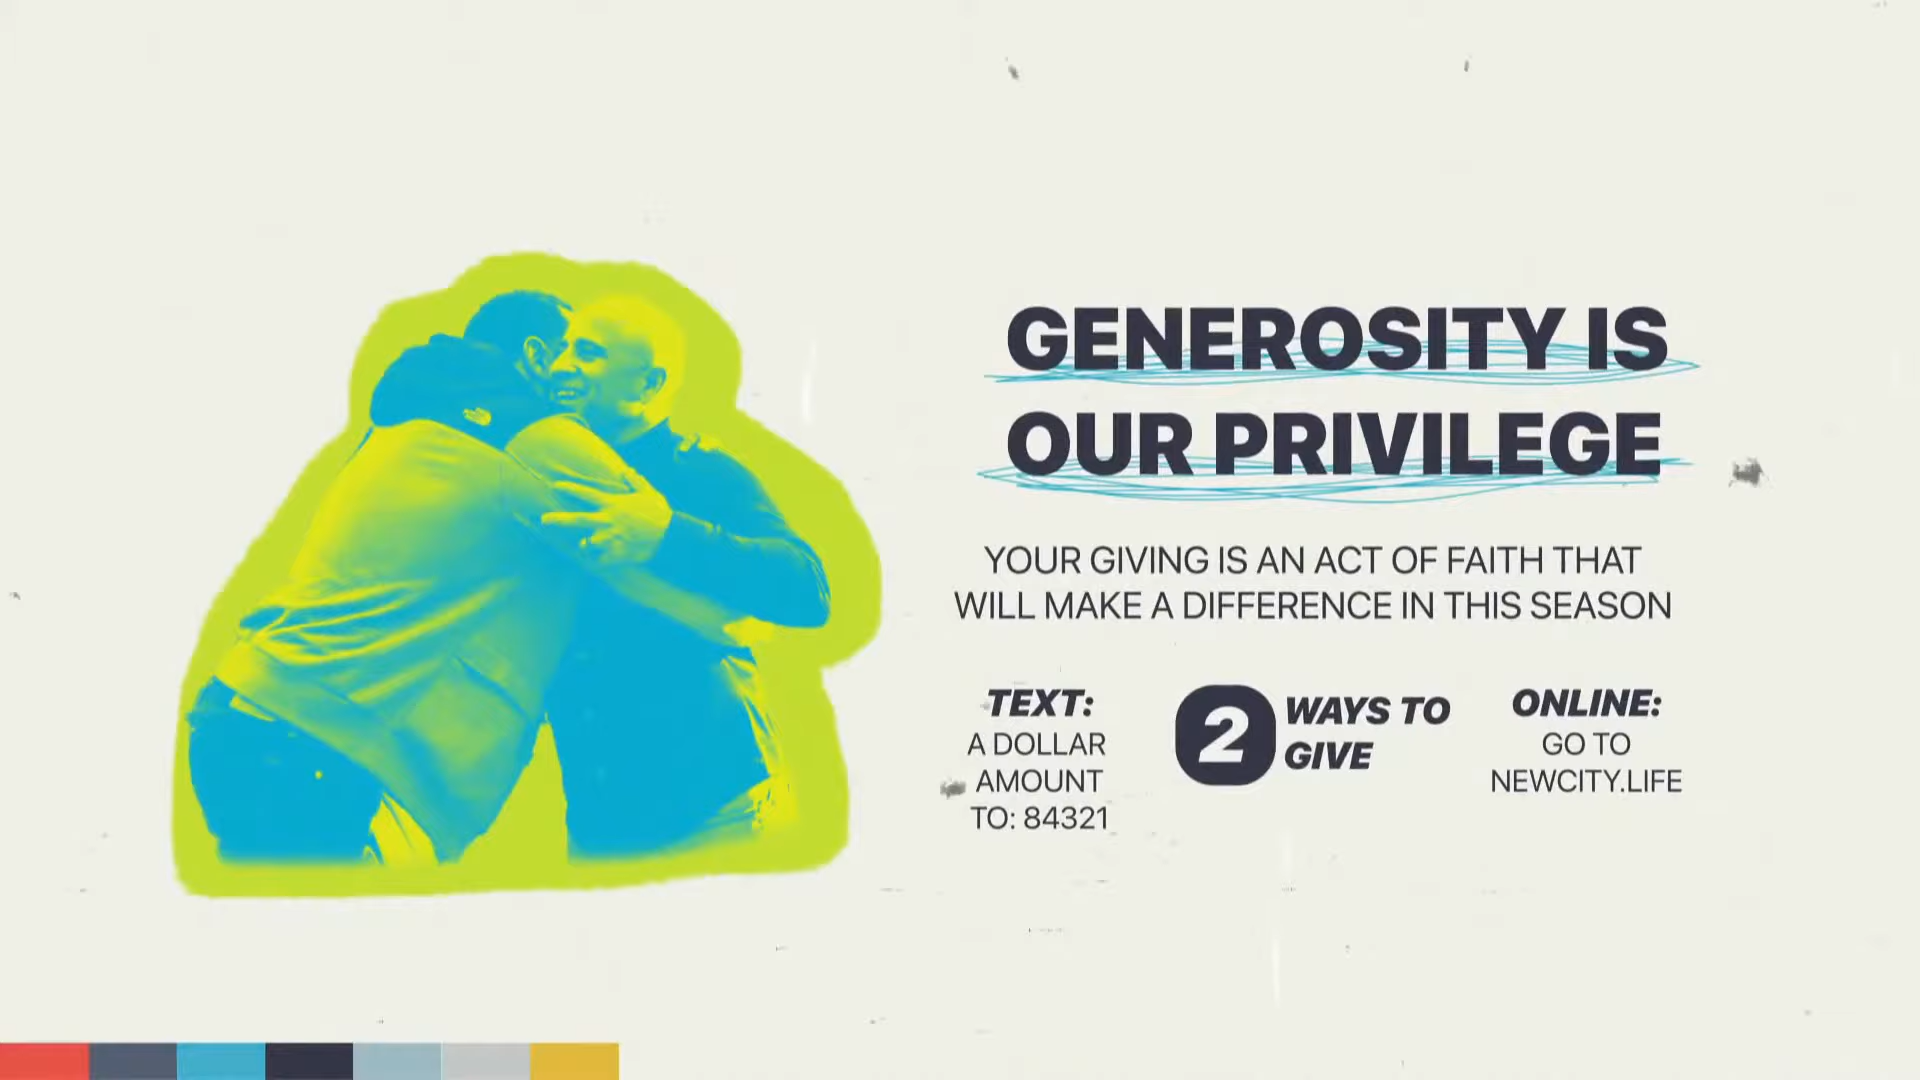 GENEROSITY IS
OUR PRIVILEGE
YOUR GIVING IS AN ACT OF FAITH THAT
WILL MAKE A DIFFERENCE IN THIS SEASON
TEXT:
A DOLLAR
AMOUNT
TO: 84321
2
WAYS TO
GIVE
ONLINE:
GO TO
NEWCITY.LIFE